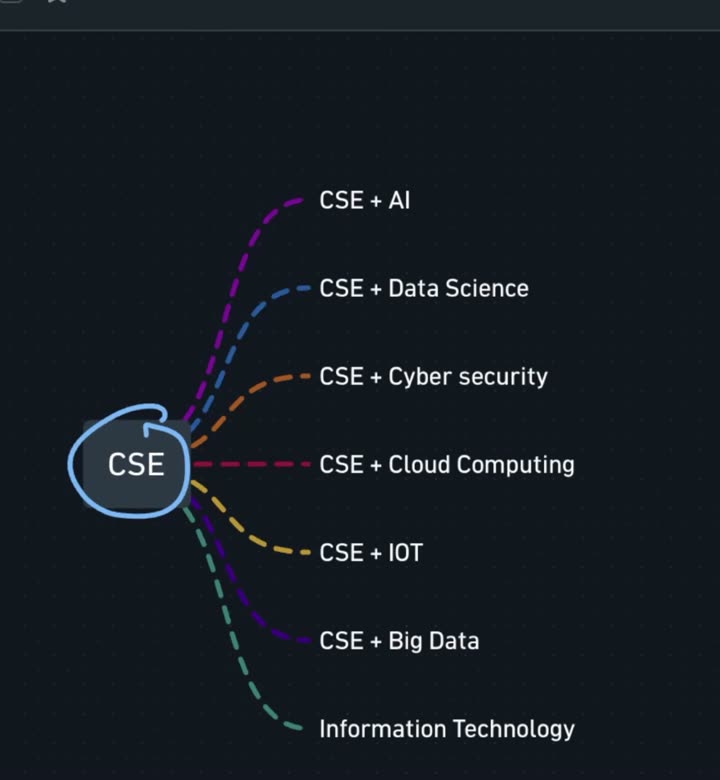 CSE + AI
CSE + Data Science
CSE + Cyber security
CSE
CSE + Cloud Computing
CSE + IOT
CSE + Big Data
Information Technology